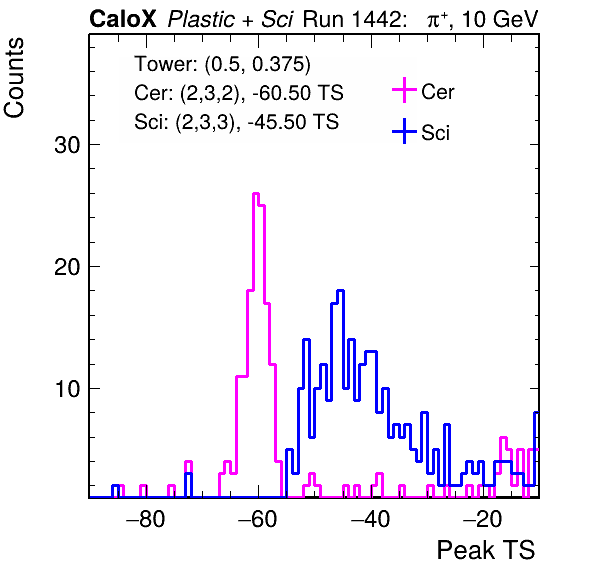 CaloX Plastic + Sci Run 1442: π⁺, 10 GeV
Counts
Tower: (0.5, 0.375)
Cer: (2,3,2), -60.50 TS
Sci: (2,3,3), -45.50 TS
Cer
Sci
30
20
10
−80 −60 −40 −20
Peak TS